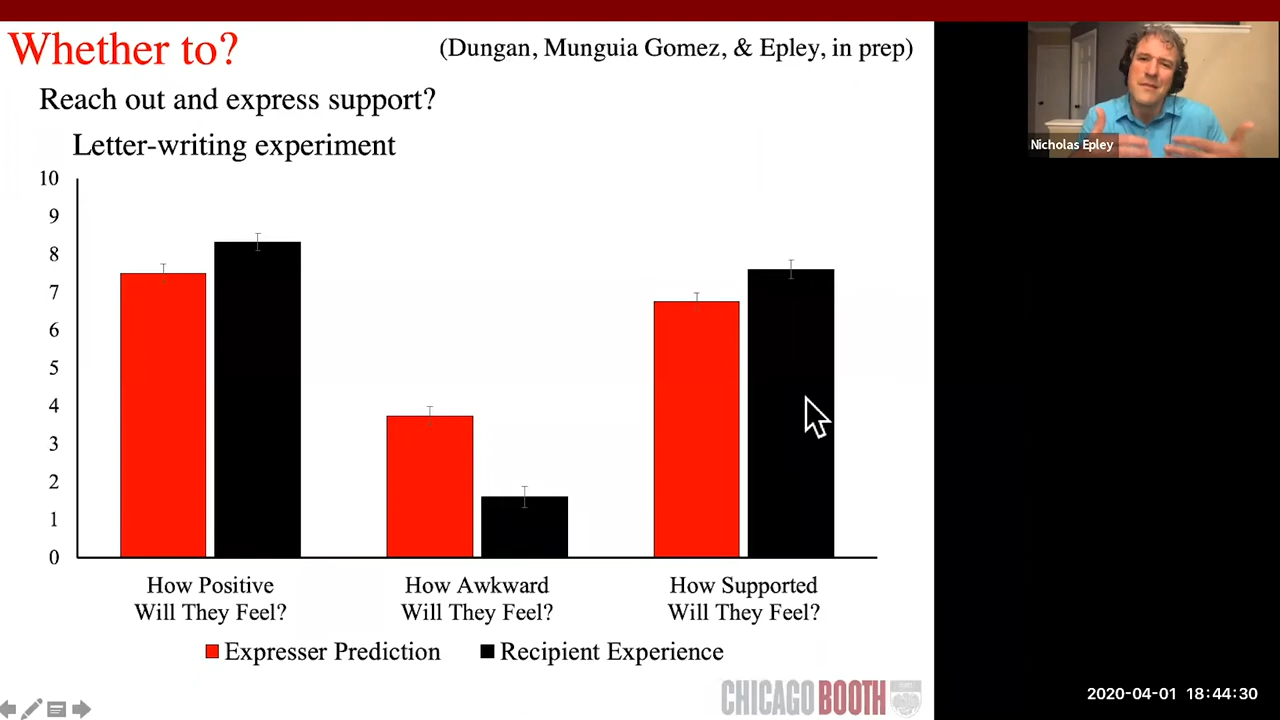 Whether to?
(Dungan, Munguia Gomez, & Epley, in prep)
Reach out and express support?
Letter-writing experiment
10
9
8
7
6
5
4
3
2
1
0
How Positive
Will They Feel?
How Awkward
Will They Feel?
How Supported
Will They Feel?
Expresser Prediction
Recipient Experience
CHICAGO BOOTH
Nicholas Epley
2020-04-01 18:44:30